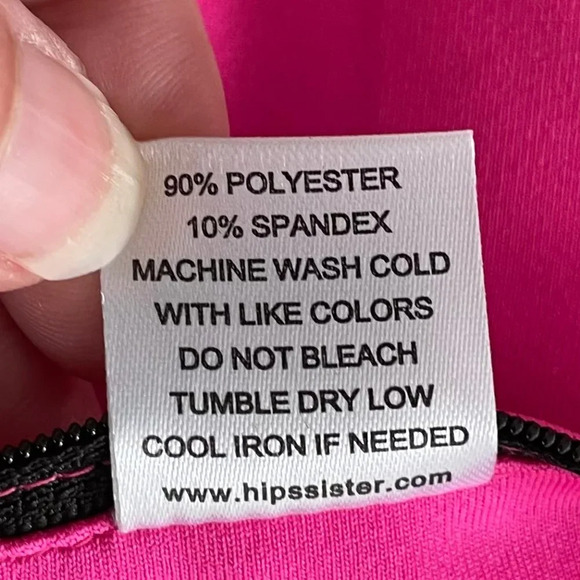 90% POLYESTER
10% SPANDEX
MACHINE WASH COLD
WITH LIKE COLORS
DO NOT BLEACH
TUMBLE DRY LOW
COOL IRON IF NEEDED
www.hipssister.com